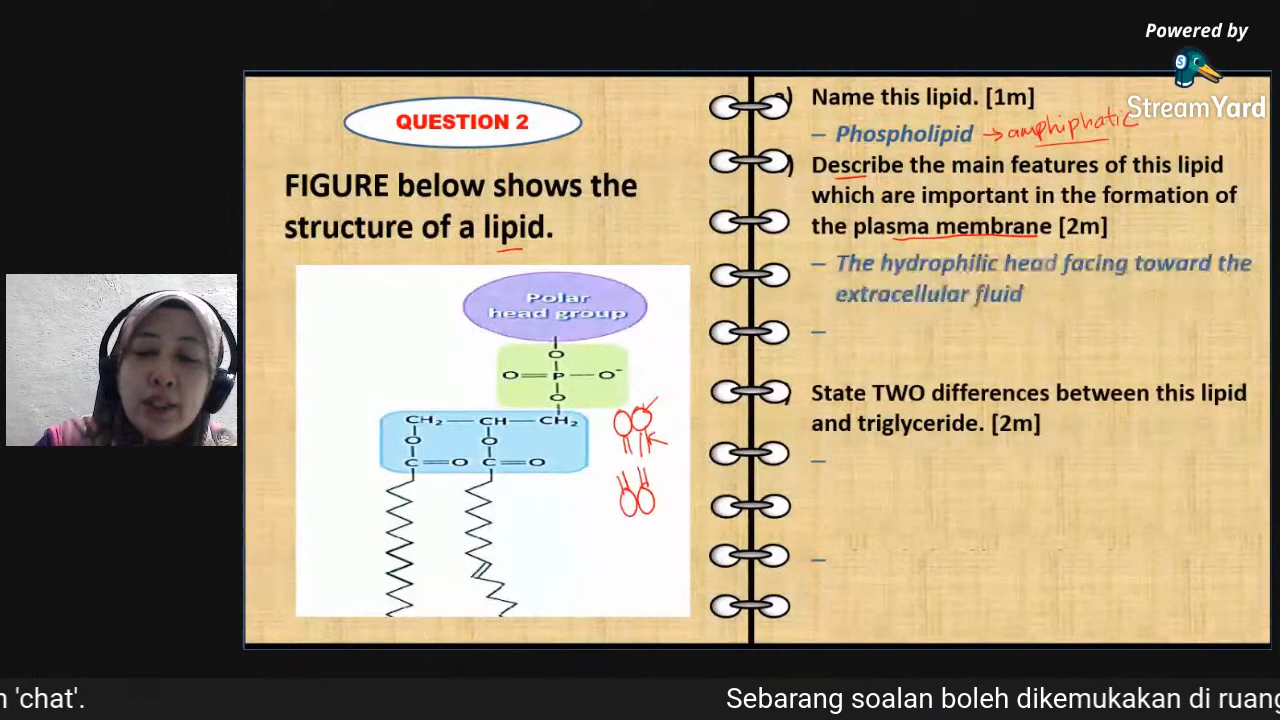 Powered by
StreamYard
QUESTION 2
FIGURE below shows the
structure of a lipid.
Polar
head group
O
O=P—O-
O
CH2—CH—CH2
O O
C=O C=O
) Name this lipid. [1m]
– Phospholipid → amphiphatic
) Describe the main features of this lipid
which are important in the formation of
the plasma membrane [2m]
– The hydrophilic head facing toward the
extracellular fluid
–
State TWO differences between this lipid
and triglyceride. [2m]
–
–
'chat'.
Sebarang soalan boleh dikemukakan di ruang